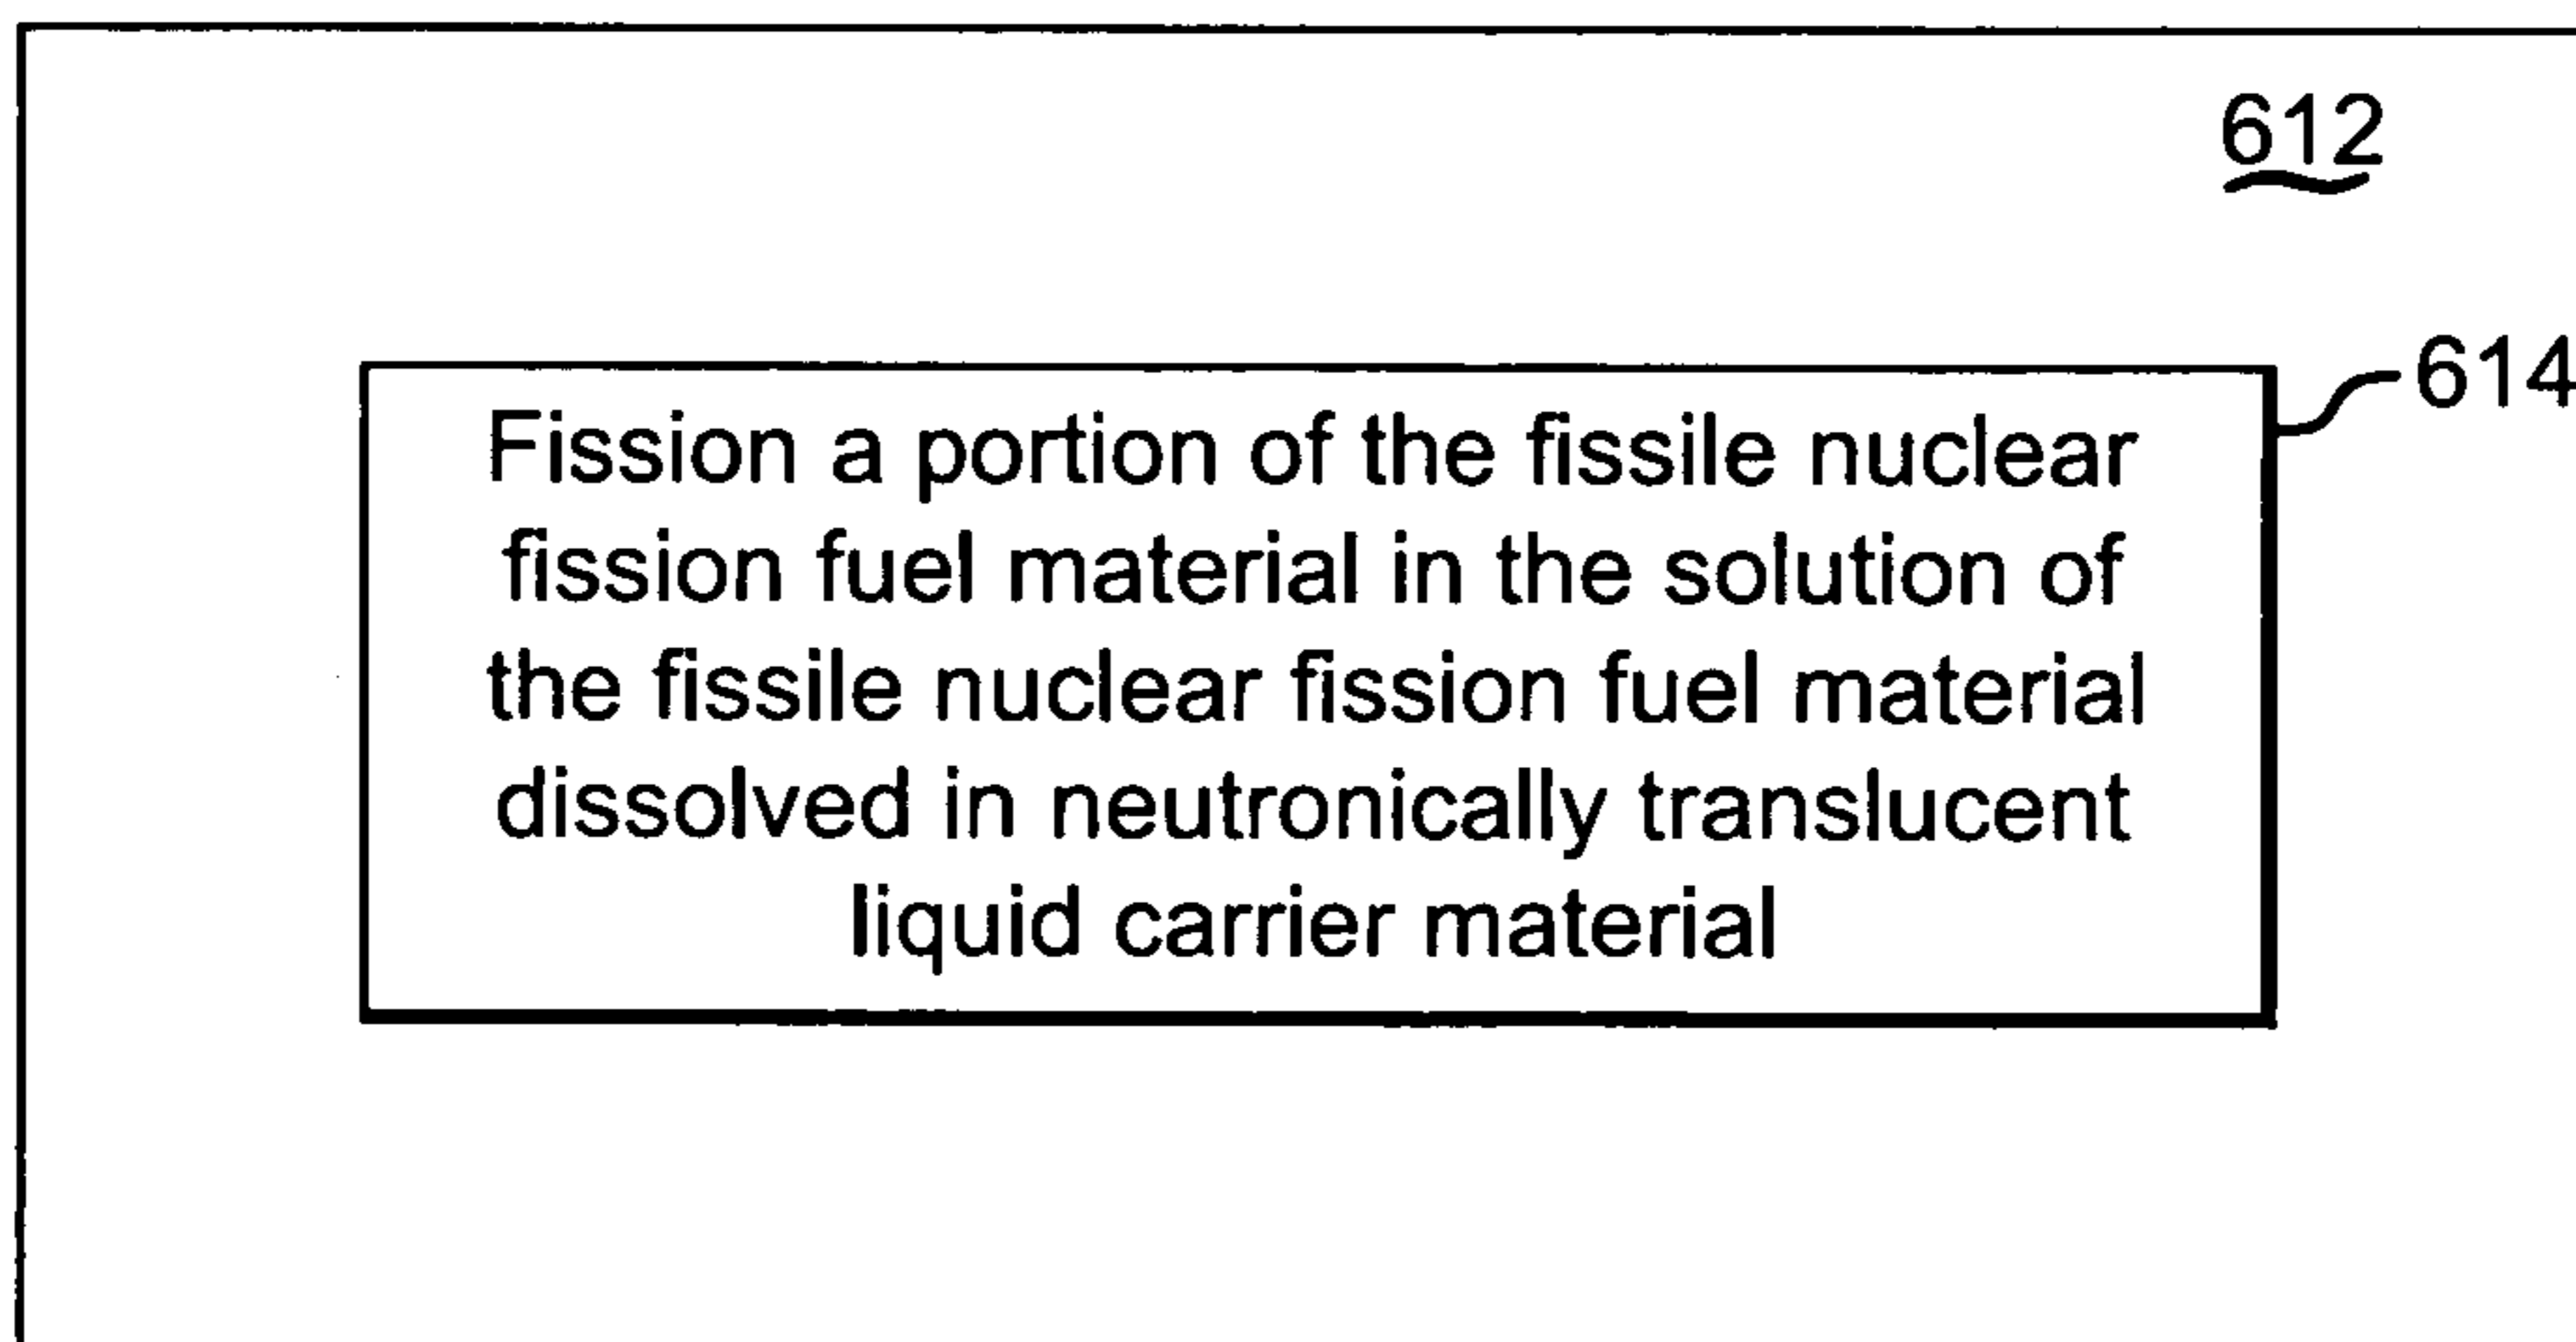 612
614
Fission a portion of the fissile nuclear
fission fuel material in the solution of
the fissile nuclear fission fuel material
dissolved in neutronically translucent
liquid carrier material